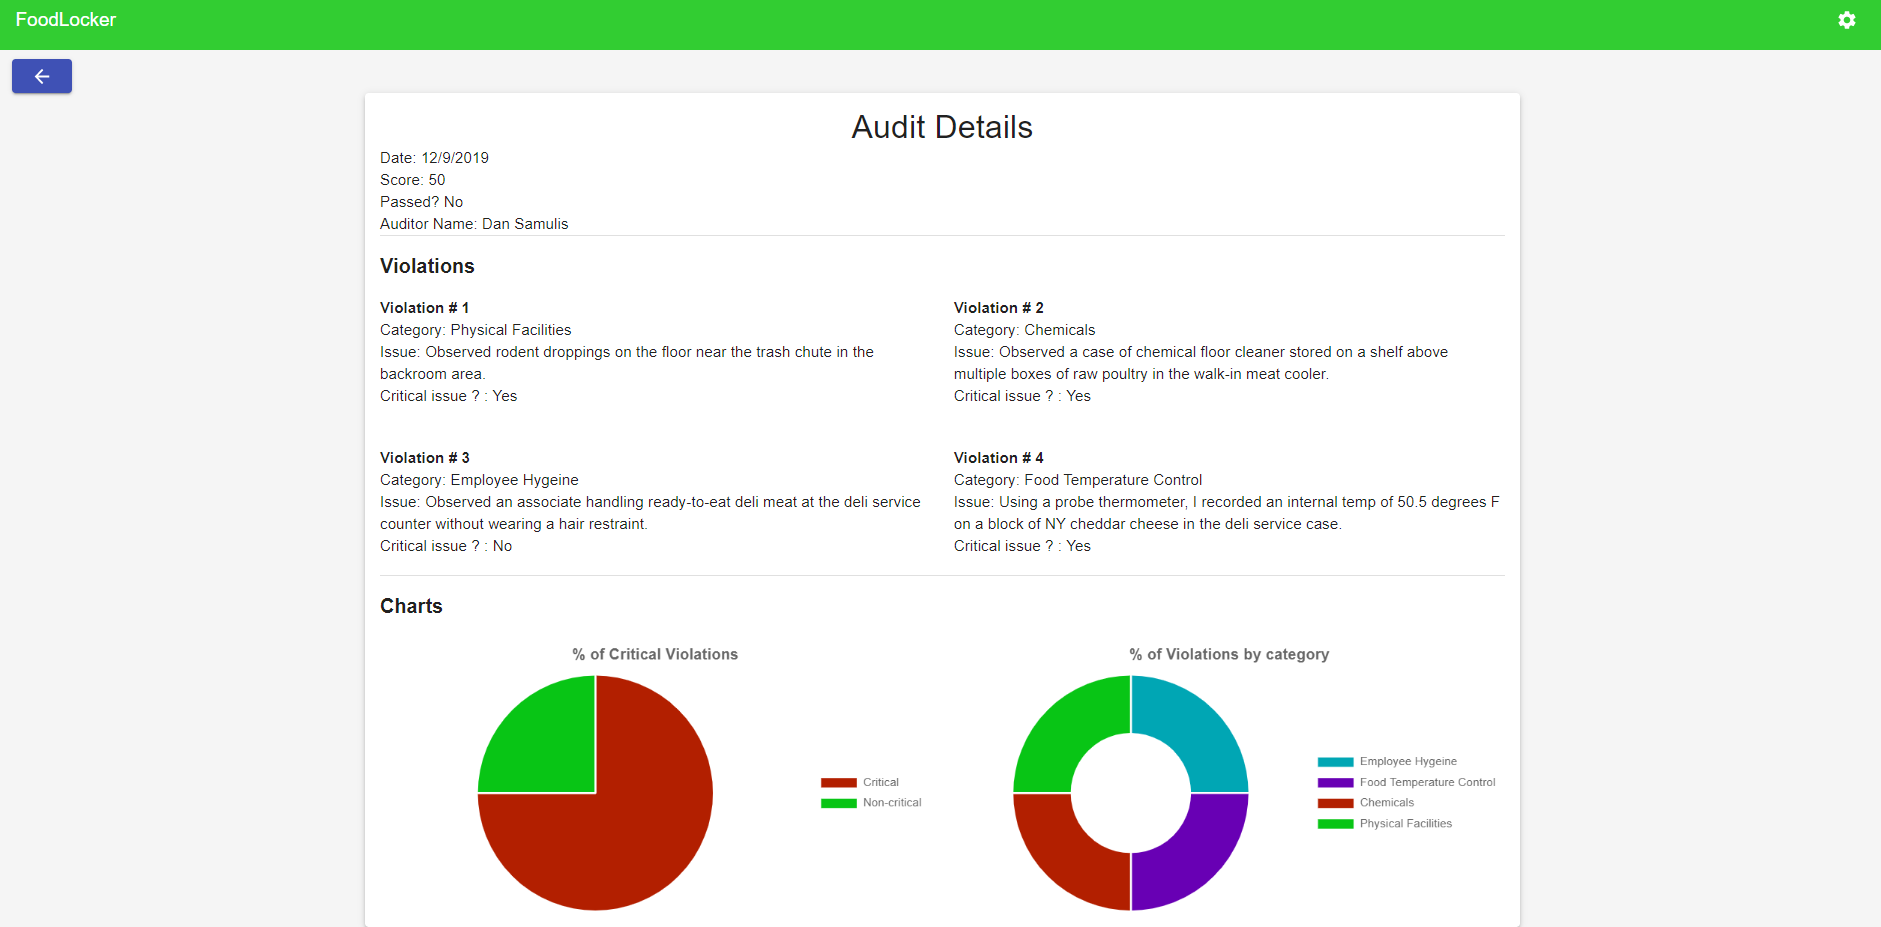 FoodLocker
Audit Details
Date: 12/9/2019
Score: 50
Passed? No
Auditor Name: Dan Samulis
Violations
Violation # 1
Category: Physical Facilities
Issue: Observed rodent droppings on the floor near the trash chute in the
backroom area.
Critical issue ? : Yes
Violation # 2
Category: Chemicals
Issue: Observed a case of chemical floor cleaner stored on a shelf above
multiple boxes of raw poultry in the walk-in meat cooler.
Critical issue ? : Yes
Violation # 3
Category: Employee Hygeine
Issue: Observed an associate handling ready-to-eat deli meat at the deli service
counter without wearing a hair restraint.
Critical issue ? : No
Violation # 4
Category: Food Temperature Control
Issue: Using a probe thermometer, I recorded an internal temp of 50.5 degrees F
on a block of NY cheddar cheese in the deli service case.
Critical issue ? : Yes
Charts
% of Critical Violations
Critical
Non-critical
% of Violations by category
Employee Hygeine
Food Temperature Control
Chemicals
Physical Facilities